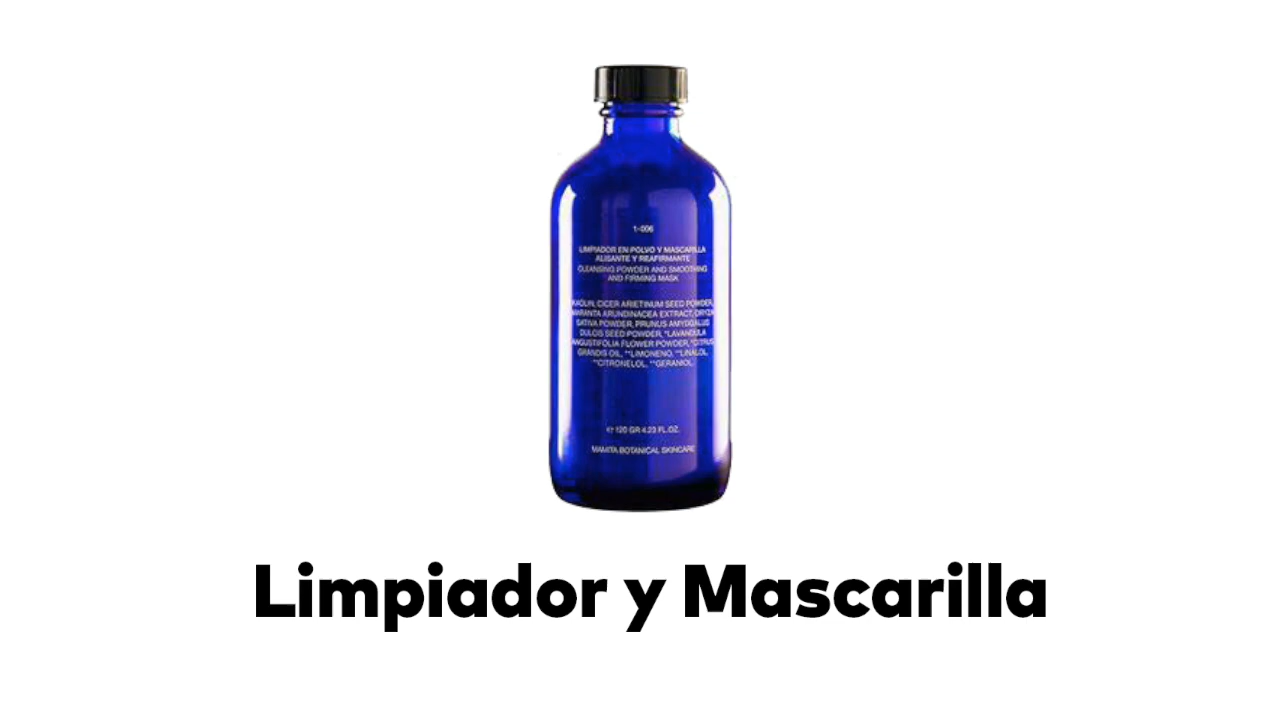 1-006
LIMPIADOR EN POLVO Y MASCARILLA
ALISANTE Y REAFIRMANTE
CLEANSING POWDER AND SMOOTHING
AND FIRMING MASK
KAOLIN, CICER ARIETINUM SEED POWDER,
MARANTA ARUNDINACEA EXTRACT, ORYZA
SATIVA POWDER, PRUNUS AMYGDALUS
DULCIS SEED POWDER, *LAVANDULA
ANGUSTIFOLIA FLOWER POWDER, *CITRUS
GRANDIS OIL, **LIMONENO, **LINALOL,
**CITRONELOL, **GERANIOL.
120 GR 4.23 FL.OZ.
MAMITA BOTANICAL SKINCARE
Limpiador y Mascarilla